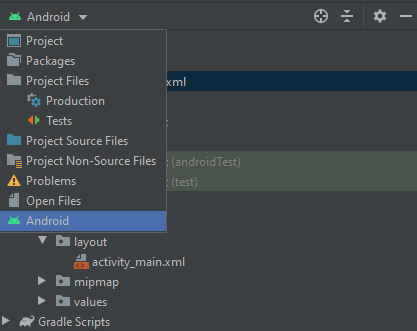 Android
Project
Packages
Project Files
.xml
Production
Tests
Project Source Files
Project Non-Source Files
(androidTest)
Problems
(test)
Open Files
Android
layout
activity_main.xml
mipmap
values
Gradle Scripts